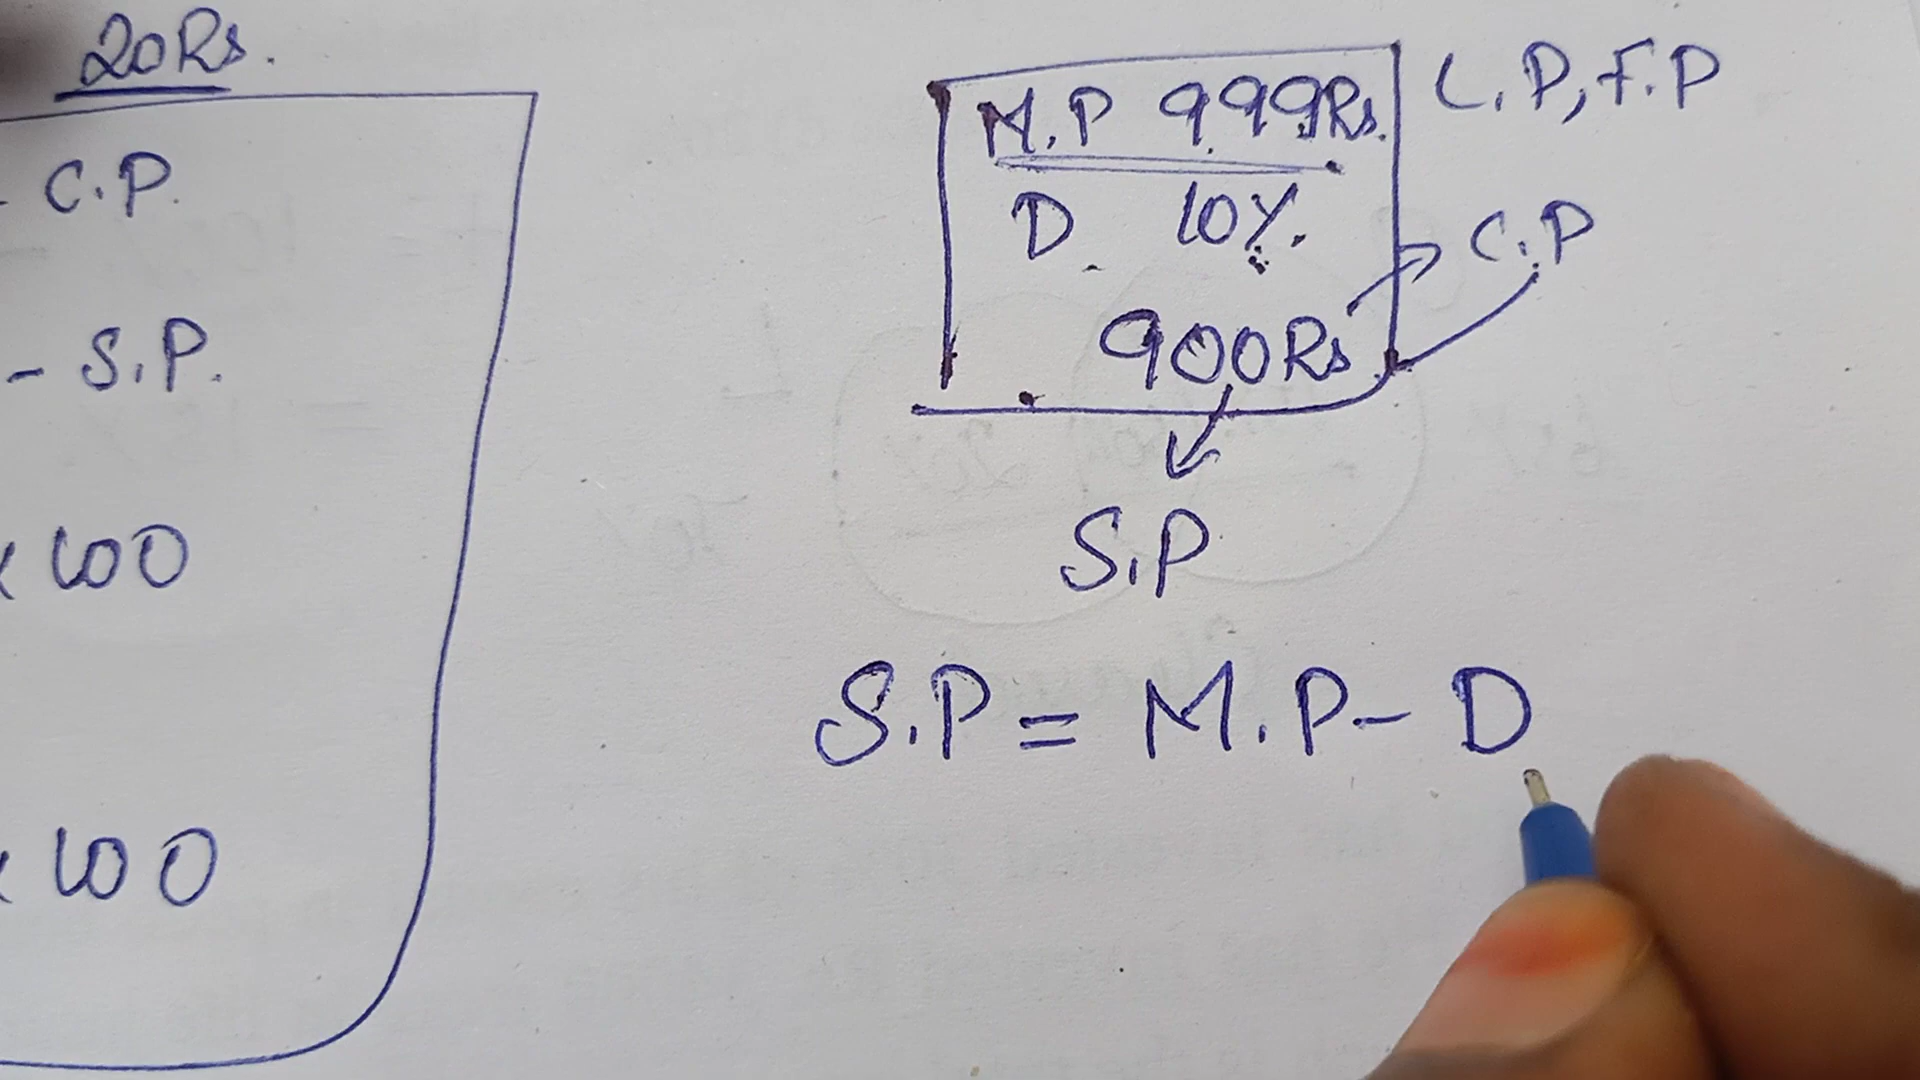 20Rs.
- C.P.
- S.P.
x 100
x 100
M.P 999Rs. L.P, F.P
D 10%.
C.P
900Rs
S.P
S.P = M.P - D